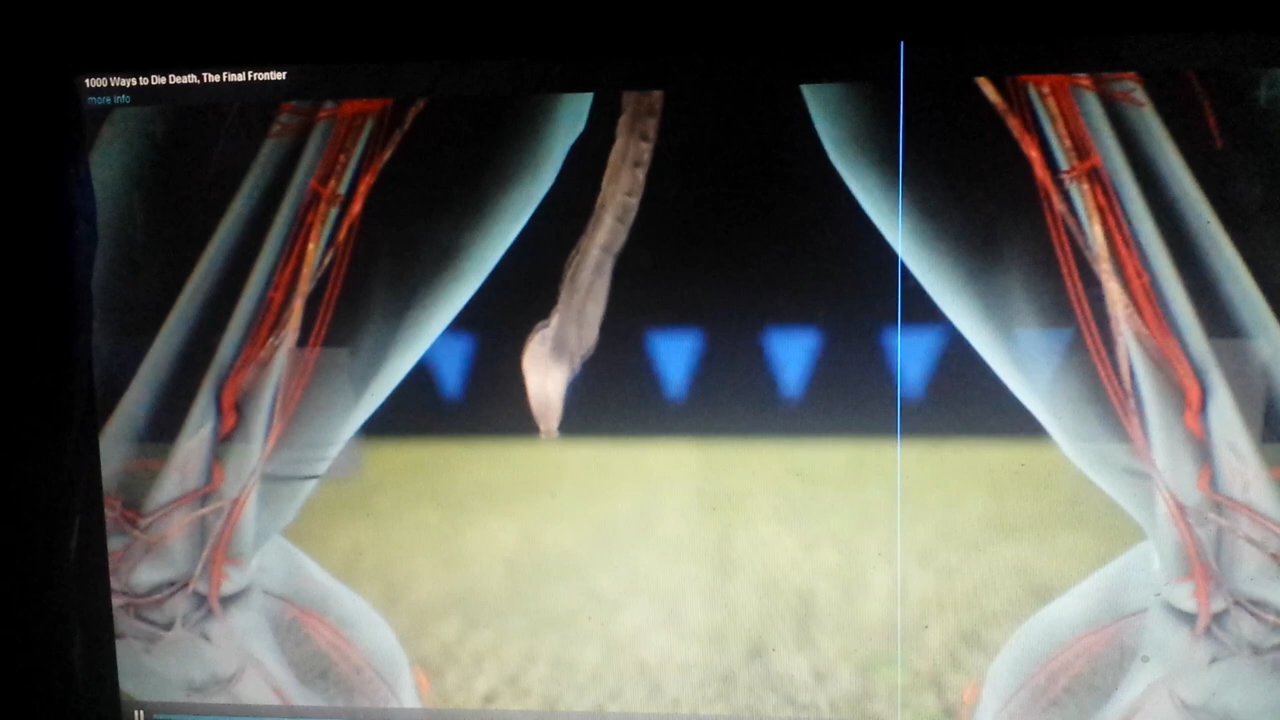 1000 Ways to Die Death, The Final Frontier
more info